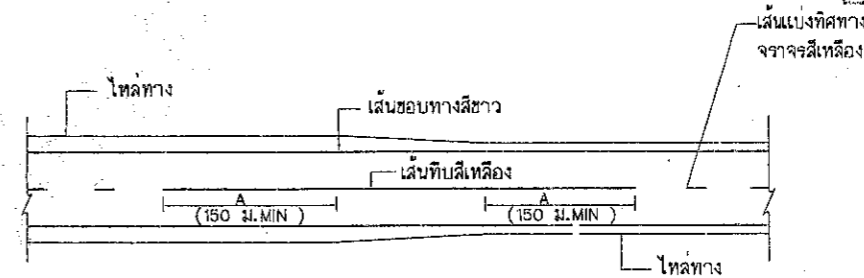 เส้นแบ่งทิศทาง
จราจรสีเหลือง
ไหล่ทาง
เส้นขอบทางสีขาว
เส้นทึบสีเหลือง
A
(150 ม.MIN )
A
(150 ม.MIN )
ไหล่ทาง